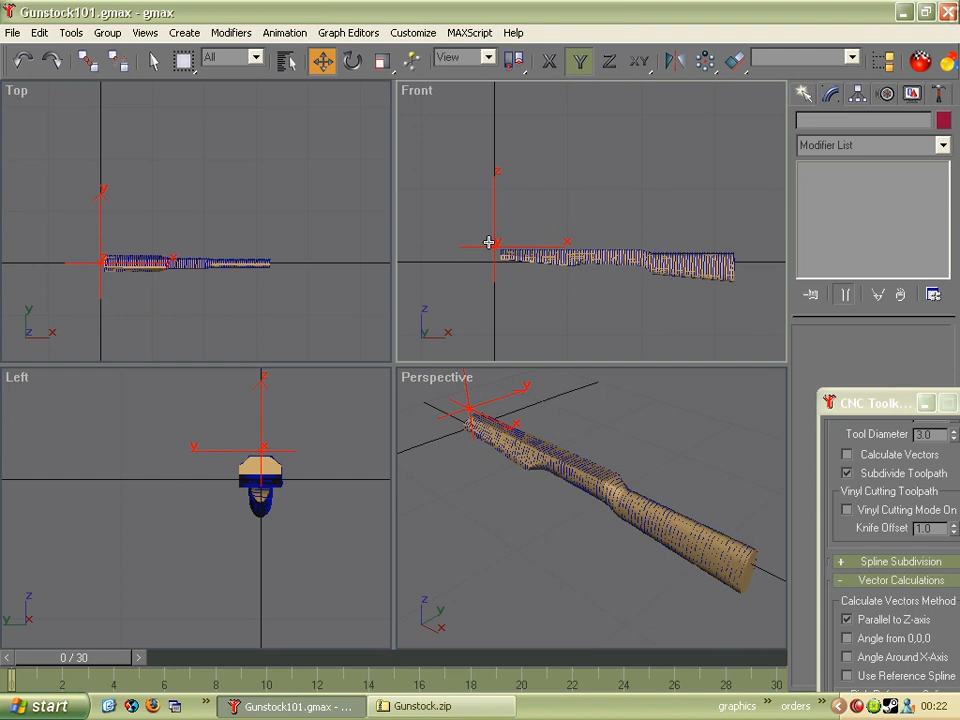 Gunstock101.gmax - gmax
File Edit Tools Group Views Create Modifiers Animation Graph Editors Customize MAXScript Help
All View X Y Z XY
Top
Front
Modifier List
y
x
z
x
y
y
z x
z
y x
Left
Perspective
z
y x
y
x
z
y x
z
y
x
CNC Toolk...
Tool Diameter 3.0
Calculate Vectors
Subdivide Toolpath
Vinyl Cutting Toolpath
Vinyl Cutting Mode On
Knife Offset 1.0
+ Spline Subdivision
- Vector Calculations
Calculate Vectors Method
Parallel to Z-axis
Angle from 0,0,0
Angle Around X-Axis
Use Reference Spline
< 0 / 30 >
2 4 6 8 10 12 14 16 18 20 22 24 26 28 30
start » Gunstock101.gmax - ... Gunstock.zip graphics » orders » 00:22